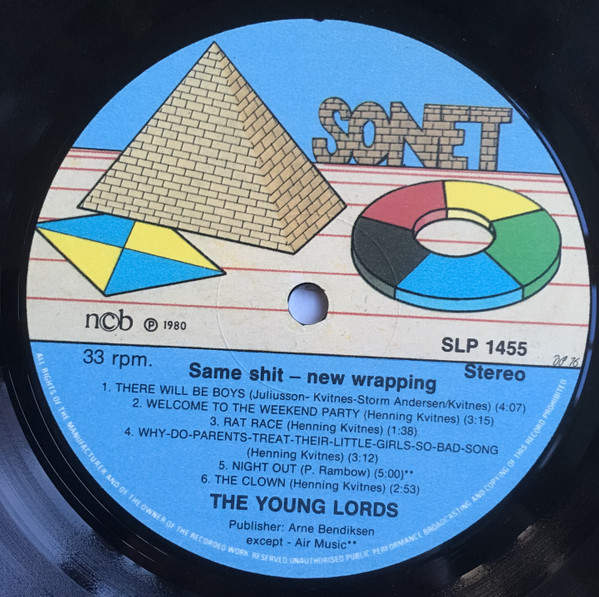 SONET
ncb ℗ 1980
SLP 1455
33 rpm.
Stereo
Same shit – new wrapping
1. THERE WILL BE BOYS (Juliusson- Kvitnes-Storm Andersen/Kvitnes) (4:07)
2. WELCOME TO THE WEEKEND PARTY (Henning Kvitnes) (3:15)
3. RAT RACE (Henning Kvitnes) (1:38)
4. WHY-DO-PARENTS-TREAT-THEIR-LITTLE-GIRLS-SO-BAD-SONG
(Henning Kvitnes) (3:12)
5. NIGHT OUT (P. Rambow) (5:00)**
6. THE CLOWN (Henning Kvitnes) (2:53)
THE YOUNG LORDS
Publisher: Arne Bendiksen
except - Air Music**
ALL RIGHTS OF THE MANUFACTURER AND OF THE OWNER OF THE RECORDED WORK RESERVED UNAUTHORISED PUBLIC PERFORMANCE BROADCASTING AND COPYING OF THIS RECORD PROHIBITED